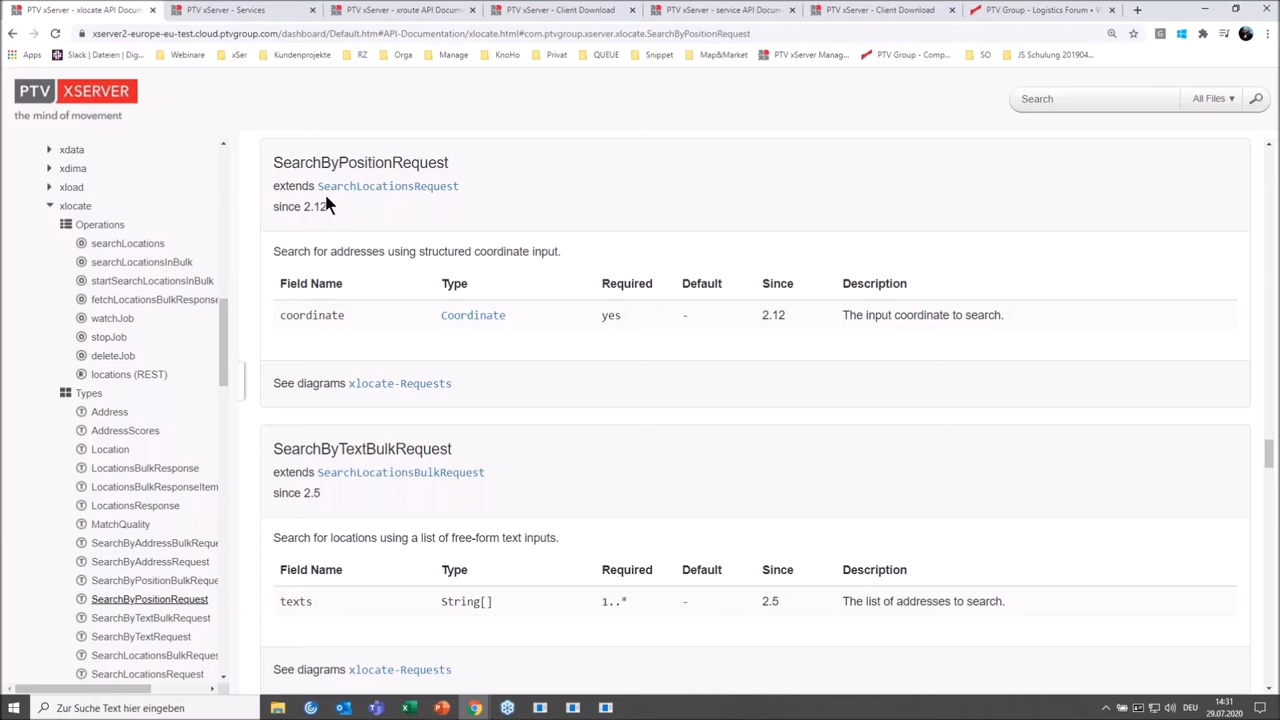 PTV xServer - xlocate API Docum
PTV xServer - Services
PTV xServer - xroute API Docume
PTV xServer - Client Download
PTV xServer - service API Docum
PTV xServer - Client Download
PTV Group - Logistics Forum • V
xserver2-europe-eu-test.cloud.ptvgroup.com/dashboard/Default.htm#API-Documentation/xlocate.html#com.ptvgroup.xserver.xlocate.SearchByPositionRequest
Apps
Slack | Dateien | Digi...
Webinare
xSer
Kundenprojekte
RZ
Orga
Manage
KnoHo
Privat
QUEUE
Snippet
Map&Market
PTV xServer Manag...
PTV Group - Comp...
SO
JS Schulung 201904...
PTV XSERVER
the mind of movement
Search
All Files ▾
xdata
xdima
xload
xlocate
Operations
searchLocations
searchLocationsInBulk
startSearchLocationsInBulk
fetchLocationsBulkResponse
watchJob
stopJob
deleteJob
locations (REST)
Types
Address
AddressScores
Location
LocationsBulkResponse
LocationsBulkResponseItem
LocationsResponse
MatchQuality
SearchByAddressBulkReque
SearchByAddressRequest
SearchByPositionBulkReque
SearchByPositionRequest
SearchByTextBulkRequest
SearchByTextRequest
SearchLocationsBulkReques
SearchLocationsRequest
SearchByPositionRequest
extends SearchLocationsRequest
since 2.12
Search for addresses using structured coordinate input.
Field Name Type Required Default Since Description
coordinate Coordinate yes - 2.12 The input coordinate to search.
See diagrams xlocate-Requests
SearchByTextBulkRequest
extends SearchLocationsBulkRequest
since 2.5
Search for locations using a list of free-form text inputs.
Field Name Type Required Default Since Description
texts String[] 1..* - 2.5 The list of addresses to search.
See diagrams xlocate-Requests
Zur Suche Text hier eingeben
DEU
14:31
29.07.2020